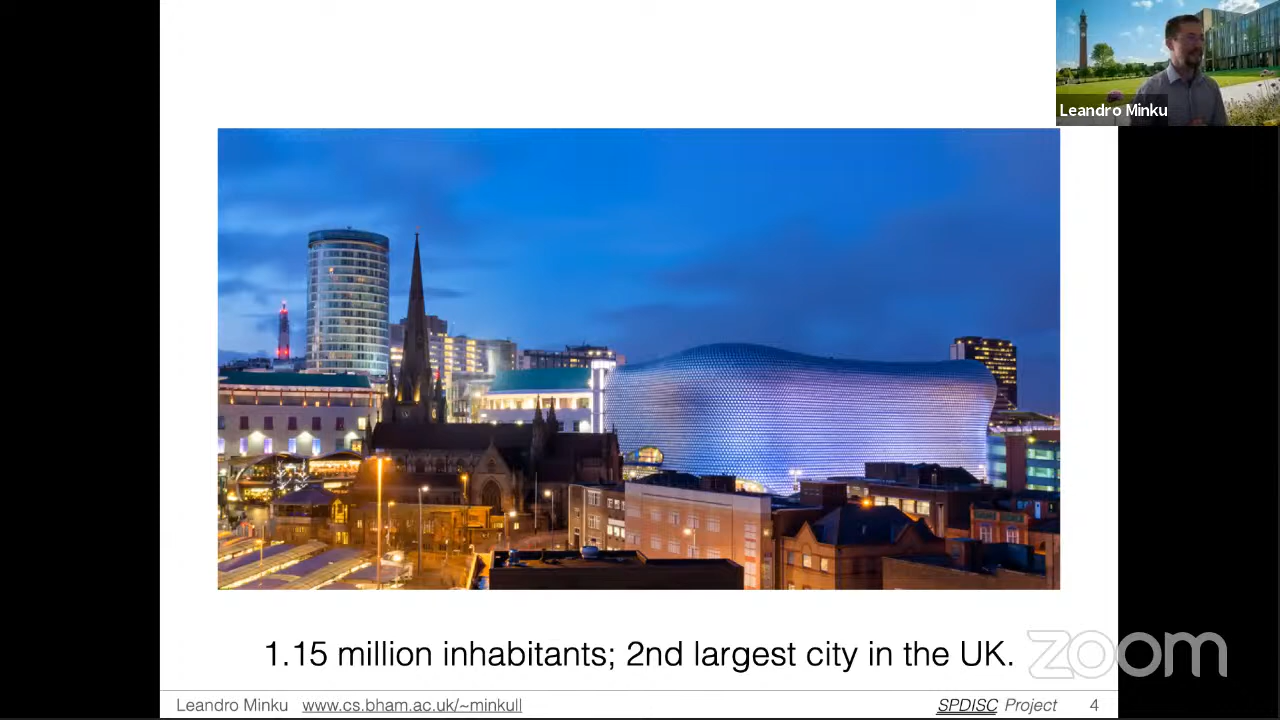 Leandro Minku
1.15 million inhabitants; 2nd largest city in the UK.
zoom
Leandro Minku www.cs.bham.ac.uk/~minkull SPDISC Project 4